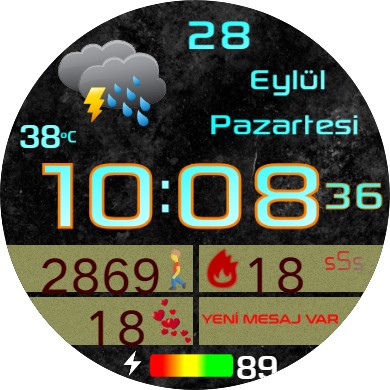 28
Eylül
Pazartesi
38°C
10:08 36
2869 18 sSs
18 YENİ MESAJ VAR
89